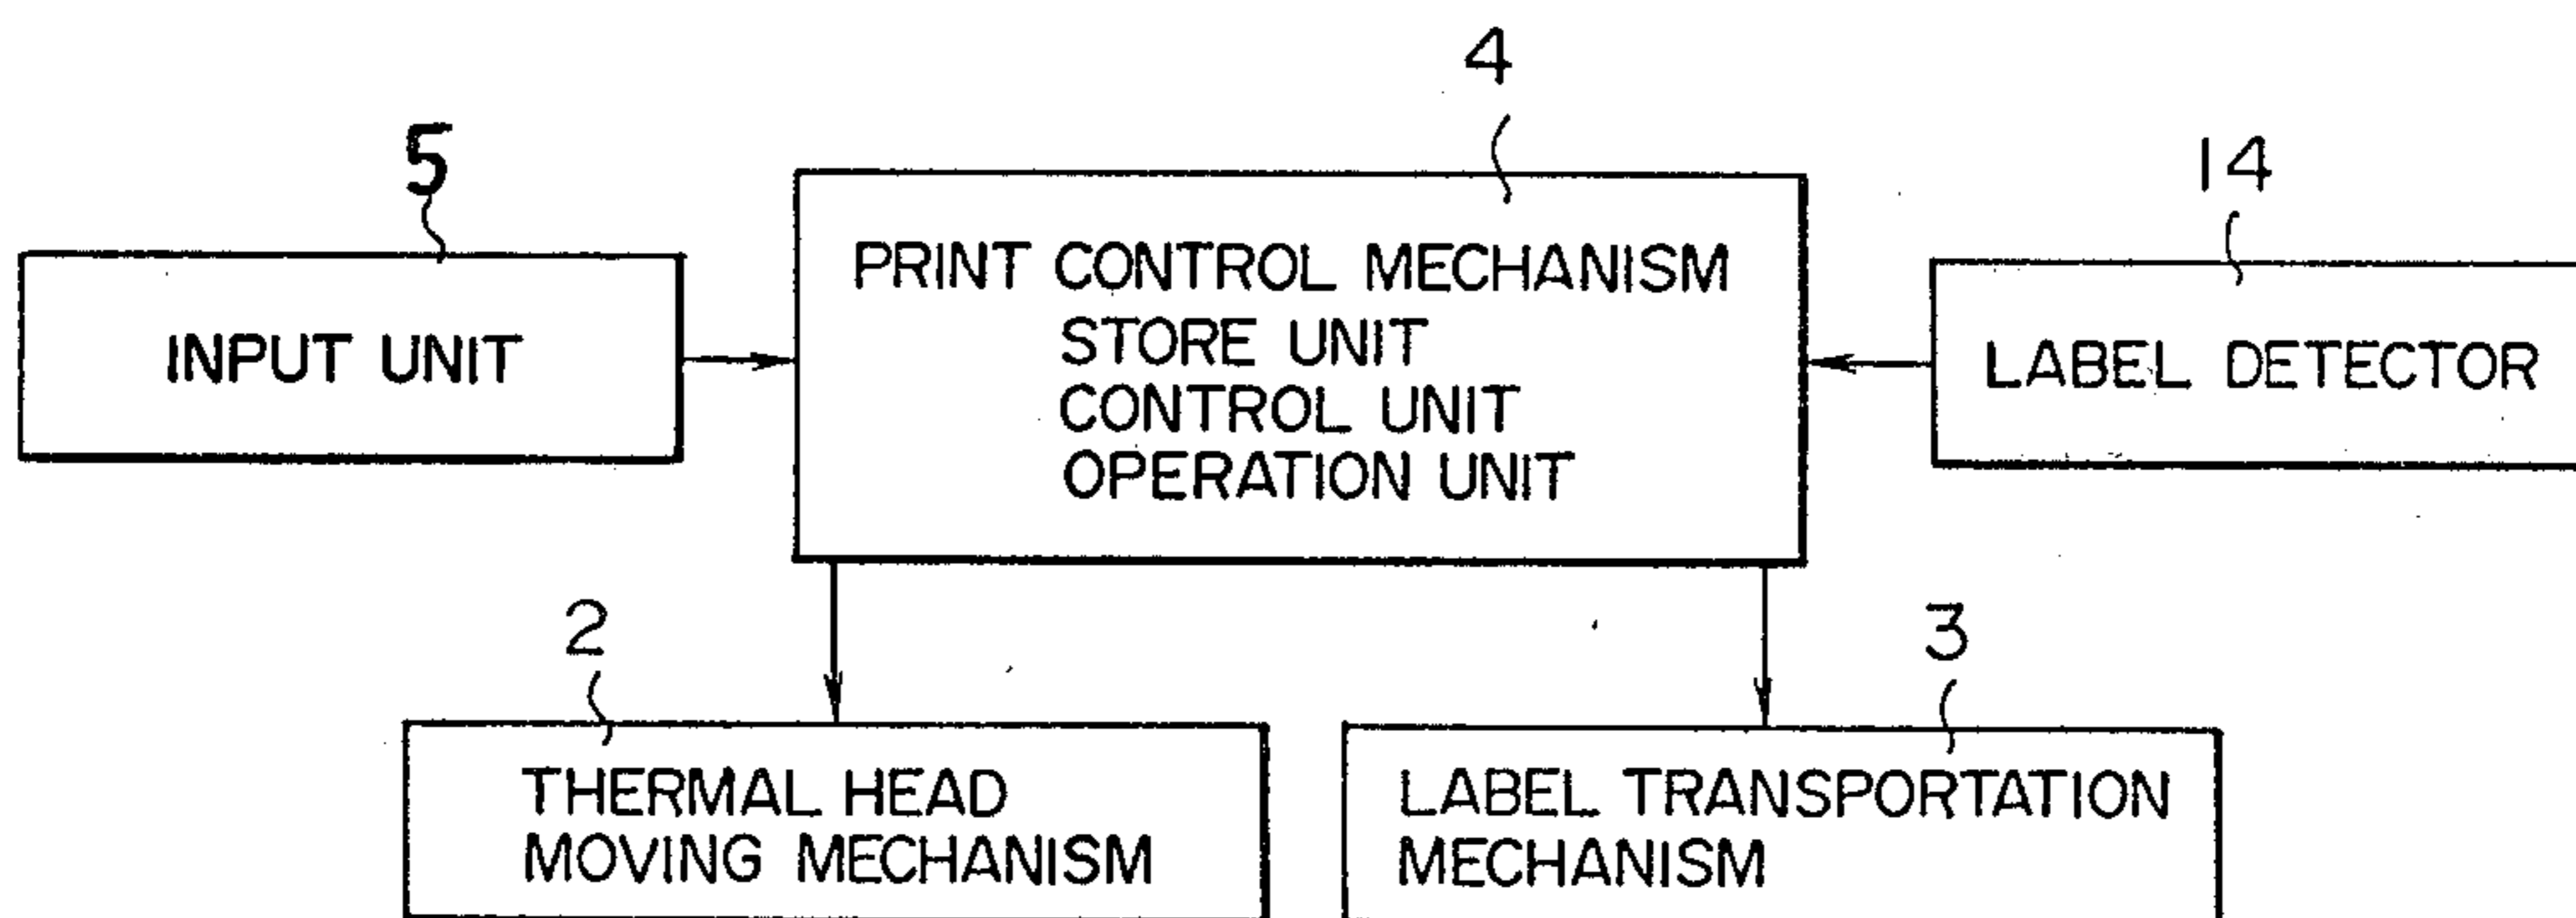 4
5
14
PRINT CONTROL MECHANISM
STORE UNIT
CONTROL UNIT
OPERATION UNIT
INPUT UNIT
LABEL DETECTOR
2
3
THERMAL HEAD
MOVING MECHANISM
LABEL TRANSPORTATION
MECHANISM